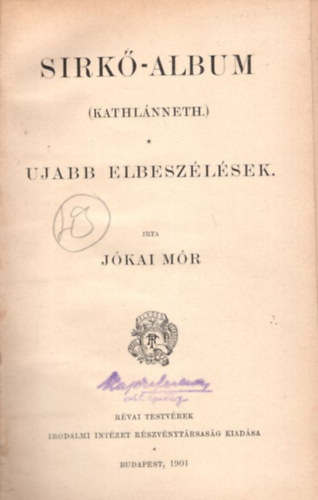 SIRKŐ-ALBUM
(KATHLÁNNETH.)
*
UJABB ELBESZÉLÉSEK.
IRTA
JÓKAI MÓR
RÉVAI TESTVÉREK
IRODALMI INTÉZET RÉSZVÉNYTÁRSASÁG KIADÁSA
*
BUDAPEST, 1901